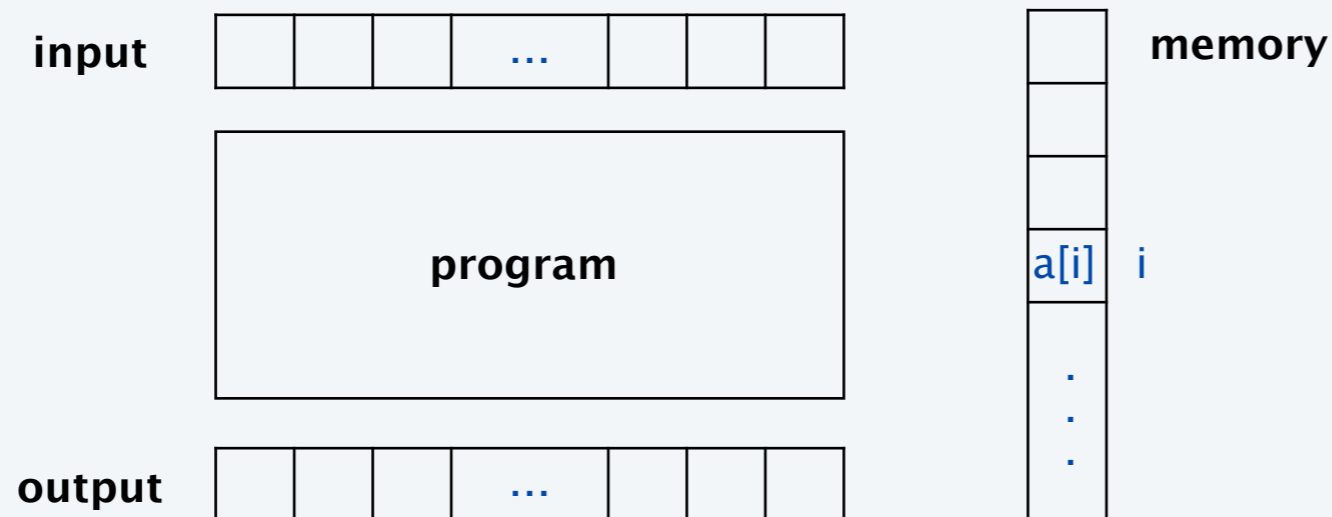 input
...
memory
program
a[i]
i
.
.
.
output
...